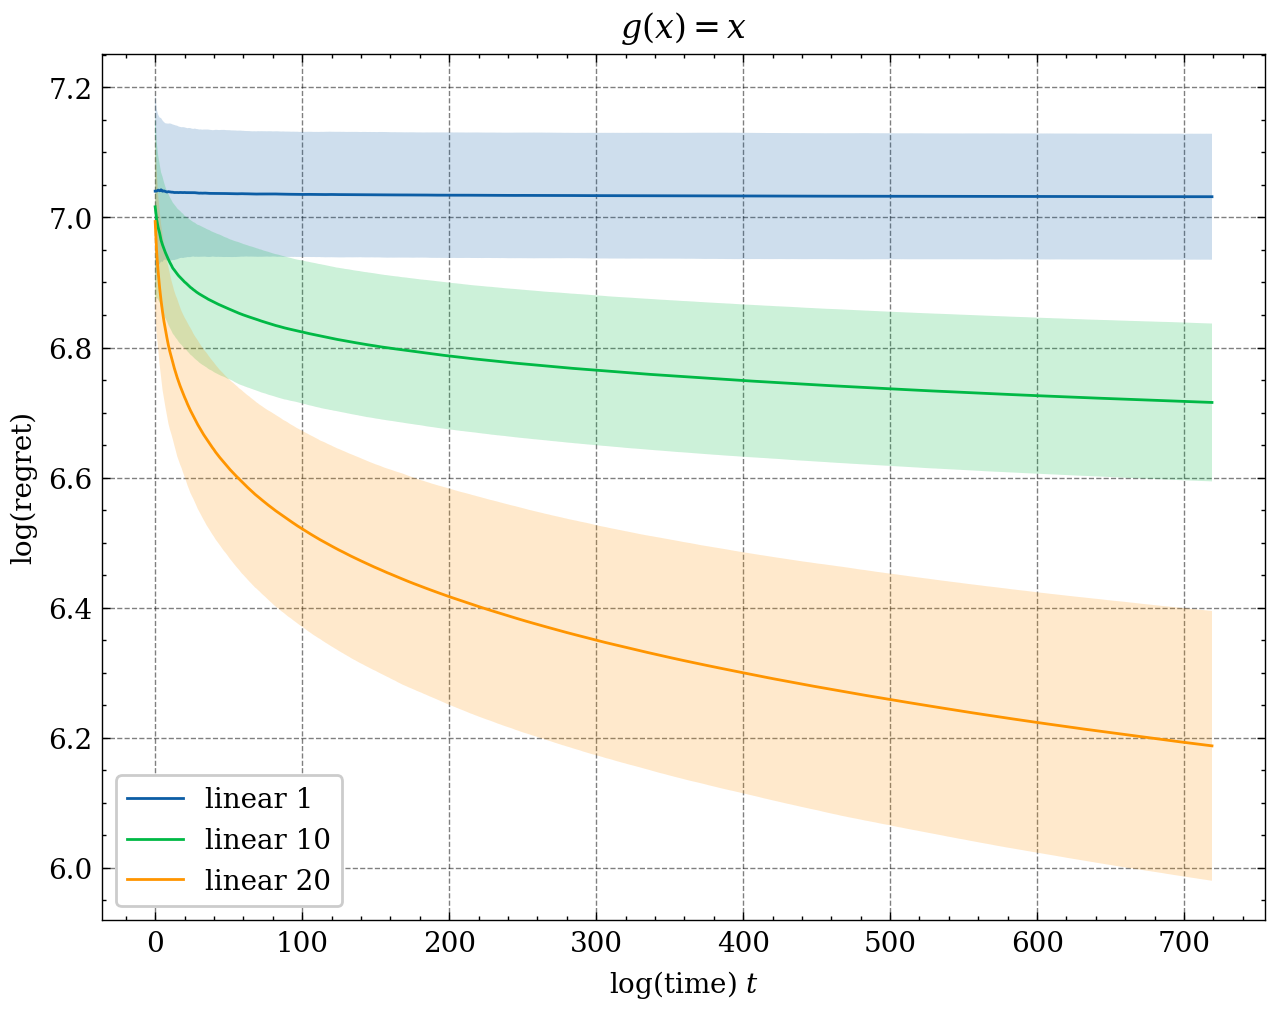 g(x) = x
log(regret)
7.2
7.0
6.8
6.6
6.4
6.2
6.0
linear 1
linear 10
linear 20
0 100 200 300 400 500 600 700
log(time) t